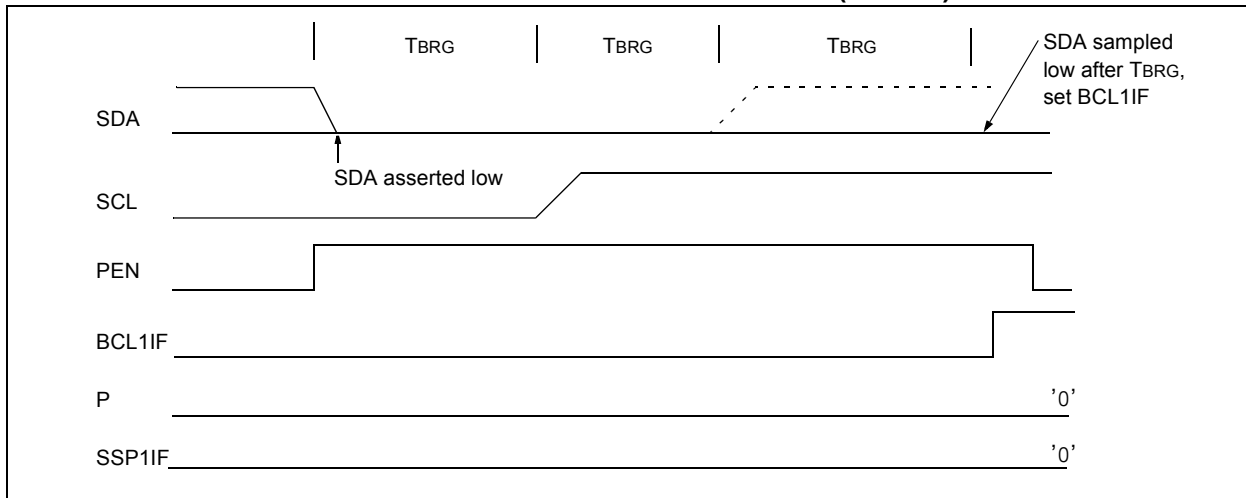 TBRG TBRG TBRG
SDA sampled
low after TBRG,
set BCL1IF
SDA
SDA asserted low
SCL
PEN
BCL1IF
P '0'
SSP1IF '0'